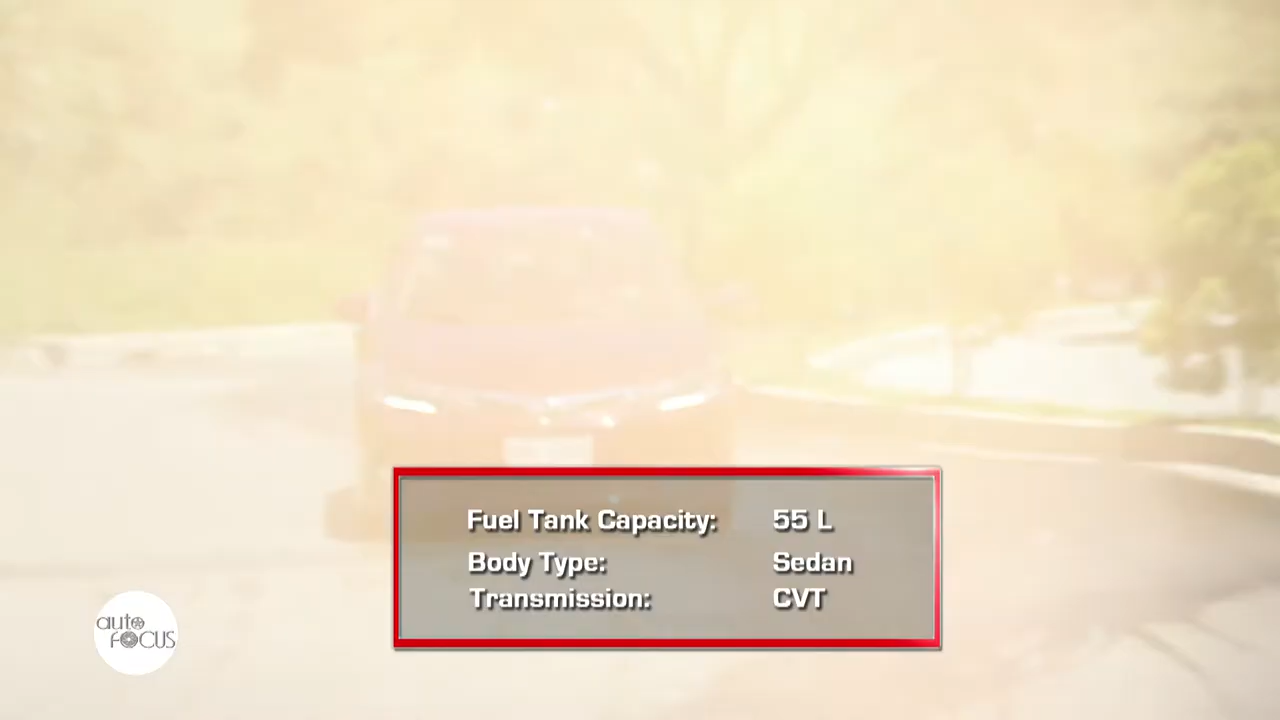 Fuel Tank Capacity: 55 L
Body Type: Sedan
Transmission: CVT
auto
FOCUS